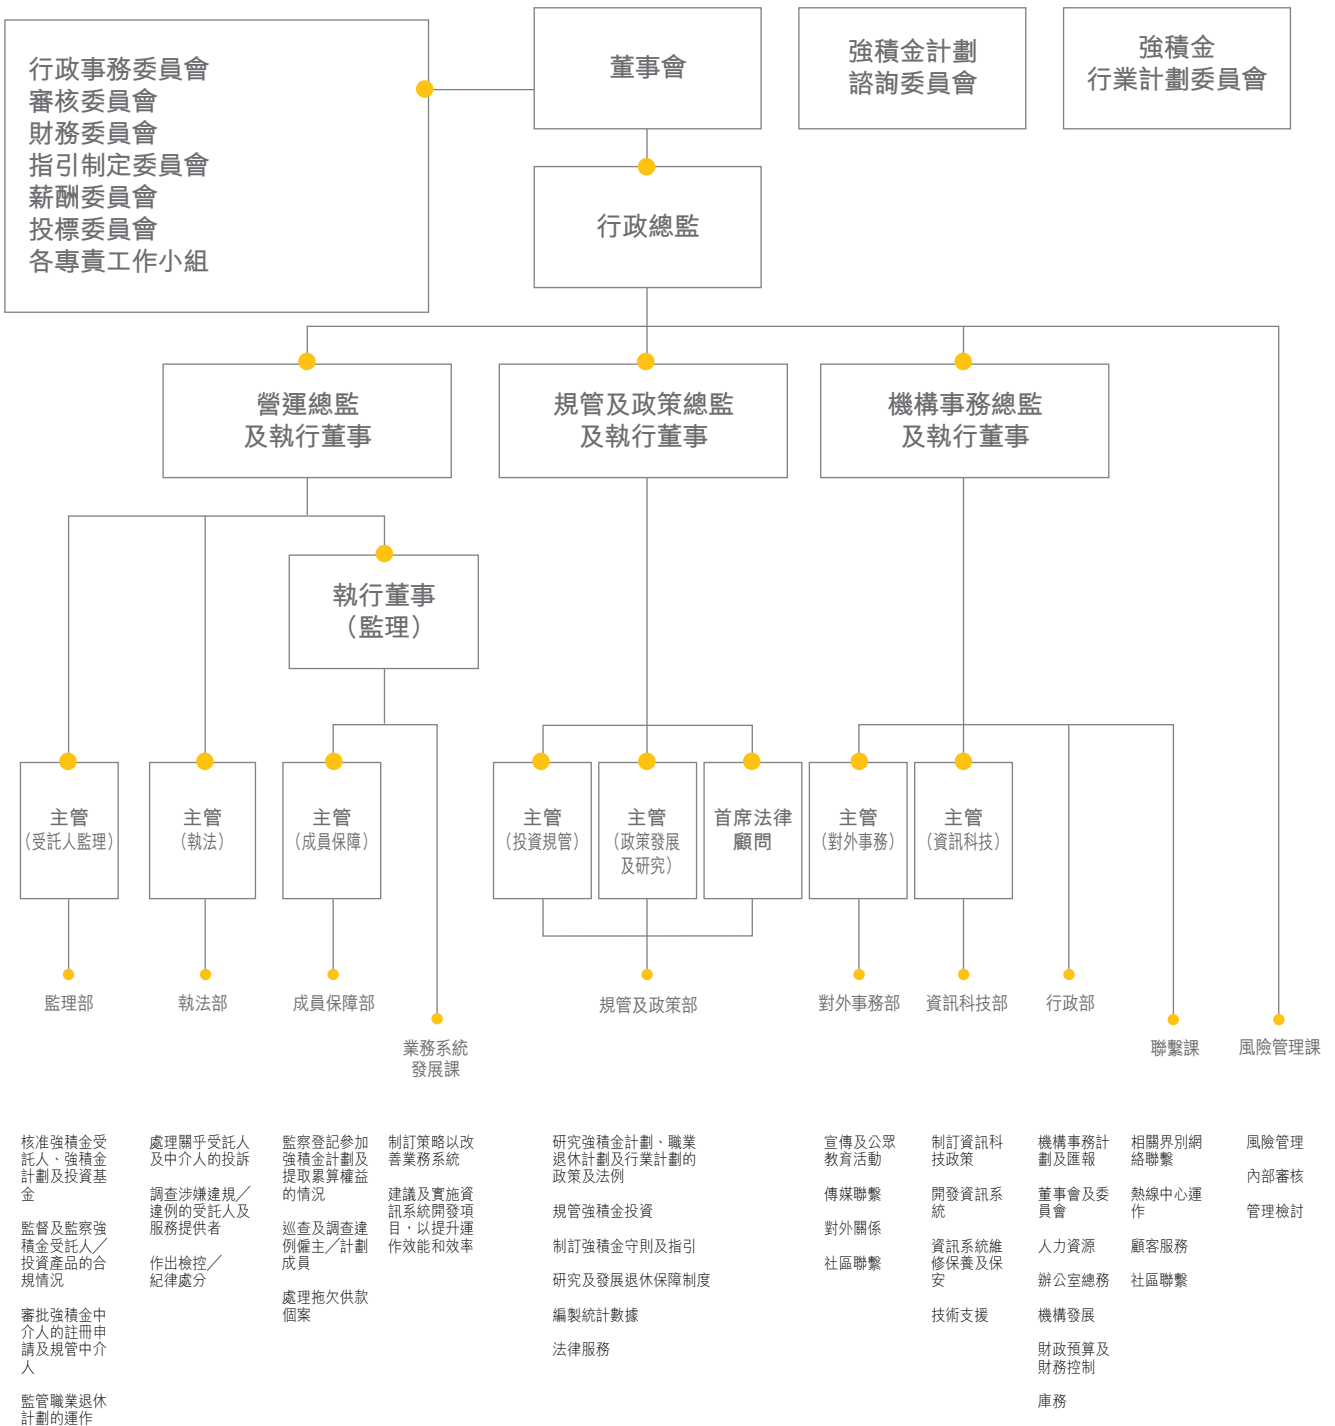 行政事務委員會
審核委員會
財務委員會
指引制定委員會
薪酬委員會
投標委員會
各專責工作小組
董事會
強積金計劃
諮詢委員會
強積金
行業計劃委員會
行政總監
營運總監
及執行董事
規管及政策總監
及執行董事
機構事務總監
及執行董事
執行董事
（監理）
主管
（受託人監理）
主管
（執法）
主管
（成員保障）
主管
（投資規管）
主管
（政策發展
及研究）
首席法律
顧問
主管
（對外事務）
主管
（資訊科技）
監理部
執法部
成員保障部
業務系統
發展課
規管及政策部
對外事務部
資訊科技部
行政部
聯繫課
風險管理課
核准強積金受
託人、強積金
計劃及投資基
金
監督及監察強
積金受託人╱
投資產品的合
規情況
審批強積金中
介人的註冊申
請及規管中介
人
監管職業退休
計劃的運作
處理關乎受託人
及中介人的投訴
調查涉嫌違規╱
違例的受託人及
服務提供者
作出檢控╱
紀律處分
監察登記參加
強積金計劃及
提取累算權益
的情況
巡查及調查違
例僱主╱計劃
成員
處理拖欠供款
個案
制訂策略以改
善業務系統
建議及實施資
訊系統開發項
目，以提升運
作效能和效率
研究強積金計劃、職業
退休計劃及行業計劃的
政策及法例
規管強積金投資
制訂強積金守則及指引
研究及發展退休保障制度
編製統計數據
法律服務
宣傳及公眾
教育活動
傳媒聯繫
對外關係
社區聯繫
制訂資訊科
技政策
開發資訊系
統
資訊系統維
修保養及保
安
技術支援
機構事務計
劃及匯報
董事會及委
員會
人力資源
辦公室總務
機構發展
財政預算及
財務控制
庫務
相關界別網
絡聯繫
熱線中心運
作
顧客服務
社區聯繫
風險管理
內部審核
管理檢討